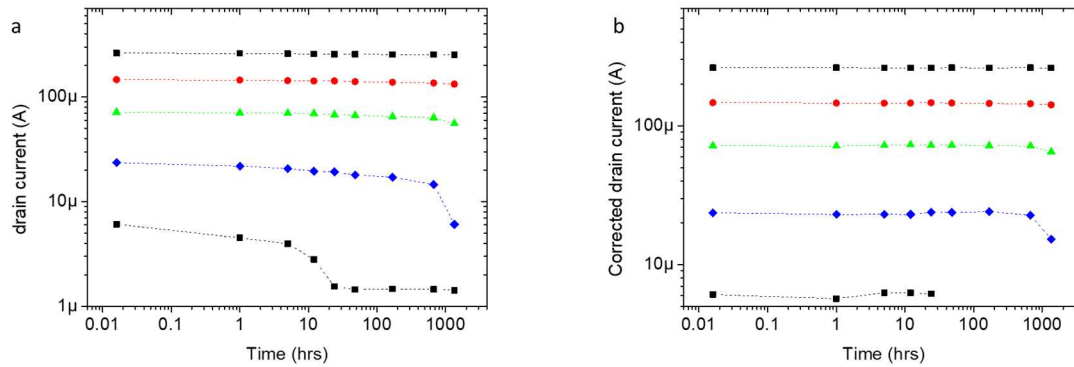 a
drain current (A)
100µ
10µ
1µ
0.01 0.1 1 10 100 1000
Time (hrs)
b
Corrected drain current (A)
100µ
10µ
0.01 0.1 1 10 100 1000
Time (hrs)